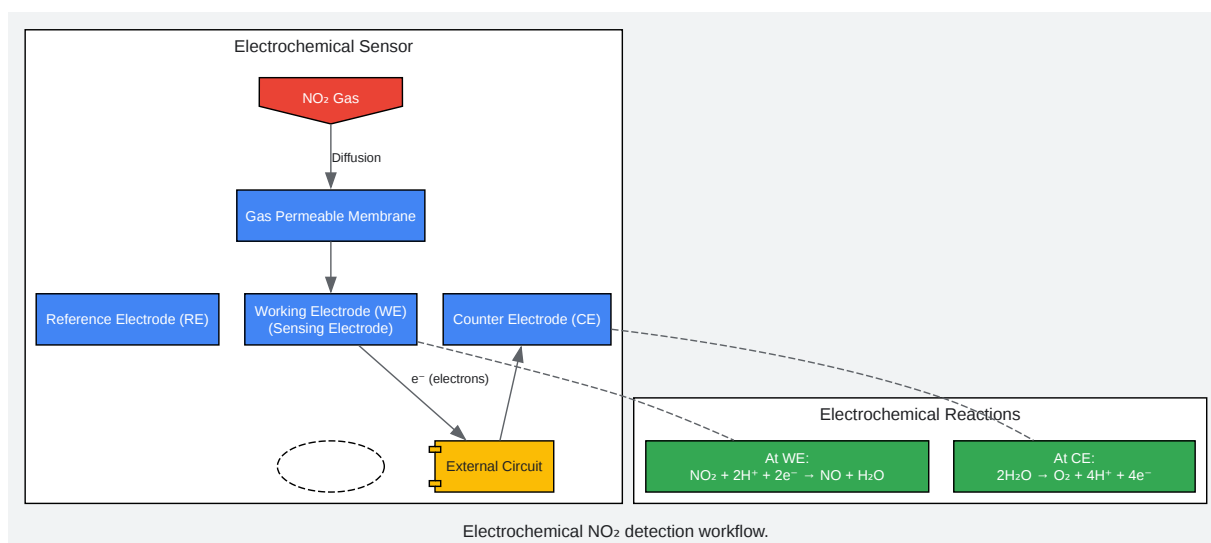 Electrochemical Sensor
NO₂ Gas
Diffusion
Gas Permeable Membrane
Reference Electrode (RE)
Working Electrode (WE)
(Sensing Electrode)
Counter Electrode (CE)
e⁻ (electrons)
External Circuit
Electrochemical Reactions
At WE:
NO₂ + 2H⁺ + 2e⁻ → NO + H₂O
At CE:
2H₂O → O₂ + 4H⁺ + 4e⁻
Electrochemical NO₂ detection workflow.